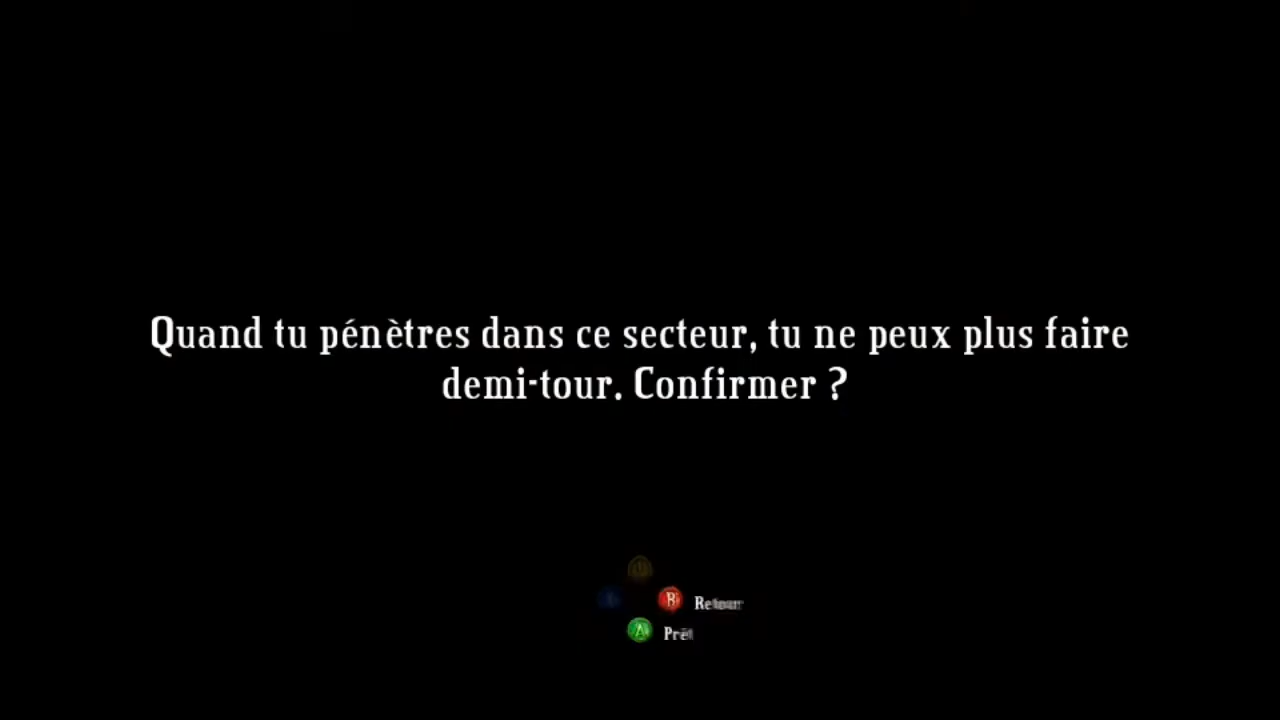 Quand tu pénètres dans ce secteur, tu ne peux plus faire
demi-tour. Confirmer ?
B Retour
A Prêt